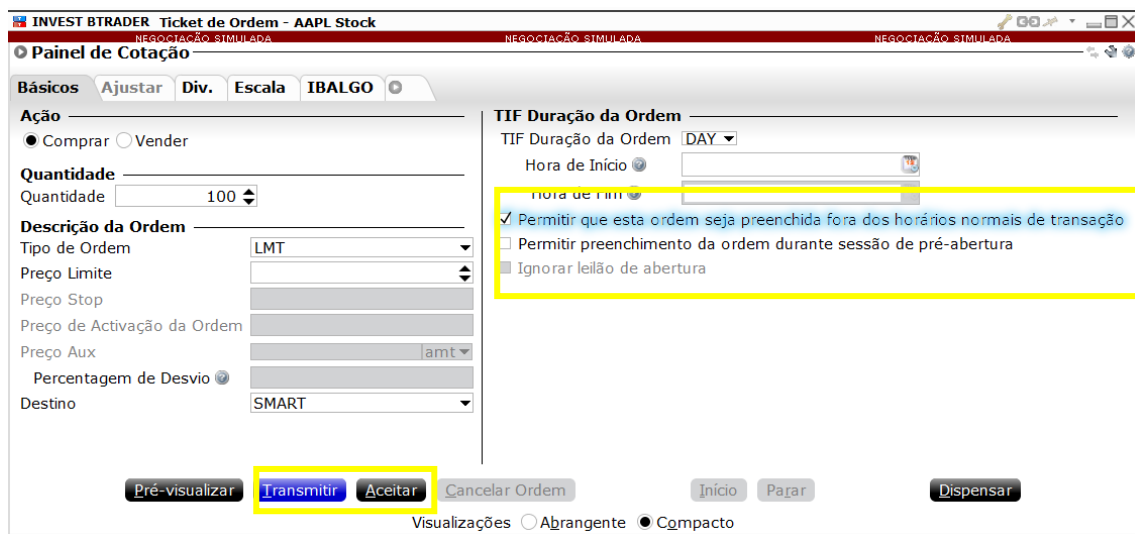 INVEST BTRADER Ticket de Ordem - AAPL Stock
NEGOCIAÇÃO SIMULADA NEGOCIAÇÃO SIMULADA NEGOCIAÇÃO SIMULADA
Painel de Cotação
Básicos Ajustar Div. Escala IBALGO
Ação
Comprar Vender
Quantidade
Quantidade 100
Descrição da Ordem
Tipo de Ordem LMT
Preço Limite
Preço Stop
Preço de Activação da Ordem
Preço Aux amt
Percentagem de Desvio
Destino SMART
TIF Duração da Ordem
TIF Duração da Ordem DAY
Hora de Início
Hora de Fim
Permitir que esta ordem seja preenchida fora dos horários normais de transação
Permitir preenchimento da ordem durante sessão de pré-abertura
Ignorar leilão de abertura
Pré-visualizar Transmitir Aceitar Cancelar Ordem Início Parar Dispensar
Visualizações Abrangente Compacto